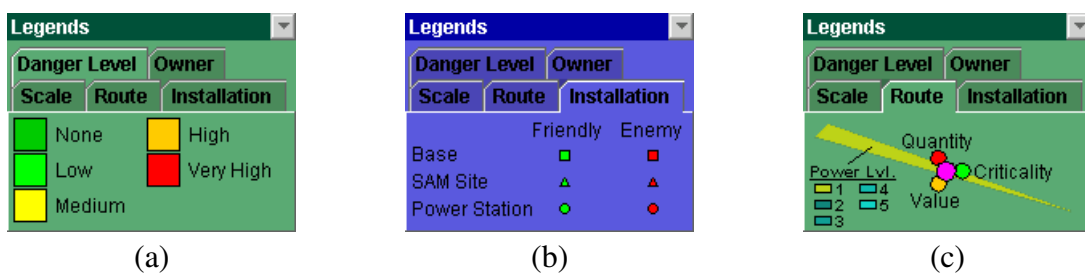 Legends
Danger Level Owner
Scale Route Installation
None High
Low Very High
Medium
(a)
Legends
Danger Level Owner
Scale Route Installation
Friendly Enemy
Base
SAM Site
Power Station
(b)
Legends
Danger Level Owner
Scale Route Installation
Quantity
Power Lvl. Criticality
1 4
2 5 Value
3
(c)